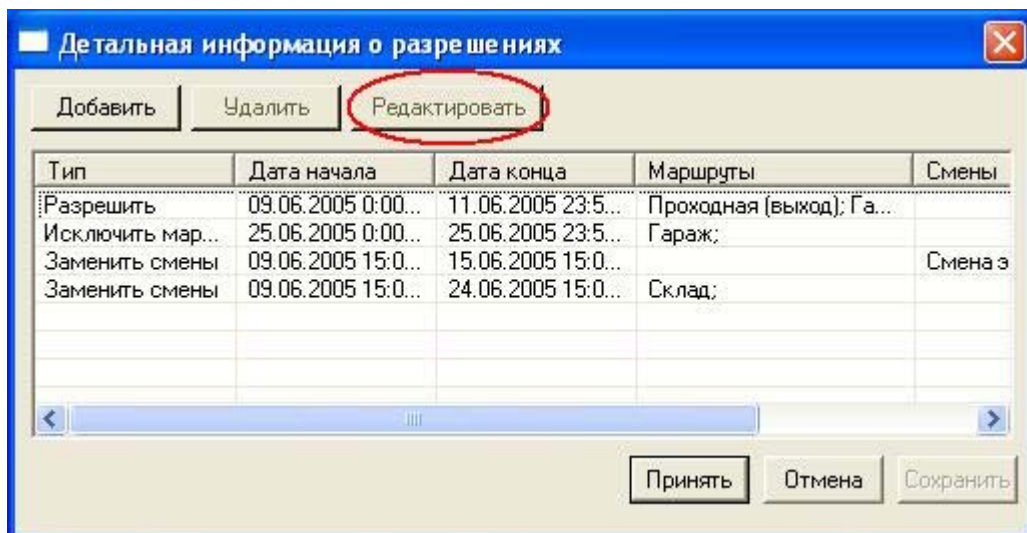 Детальная информация о разрешениях
Добавить Удалить Редактировать
Тип Дата начала Дата конца Маршруты Смены
Разрешить 09.06.2005 0:00... 11.06.2005 23:5... Проходная (выход); Га...
Исключить мар... 25.06.2005 0:00... 25.06.2005 23:5... Гараж;
Заменить смены 09.06.2005 15:0... 15.06.2005 15:0... Смена э
Заменить смены 09.06.2005 15:0... 24.06.2005 15:0... Склад;
Принять Отмена Сохранить